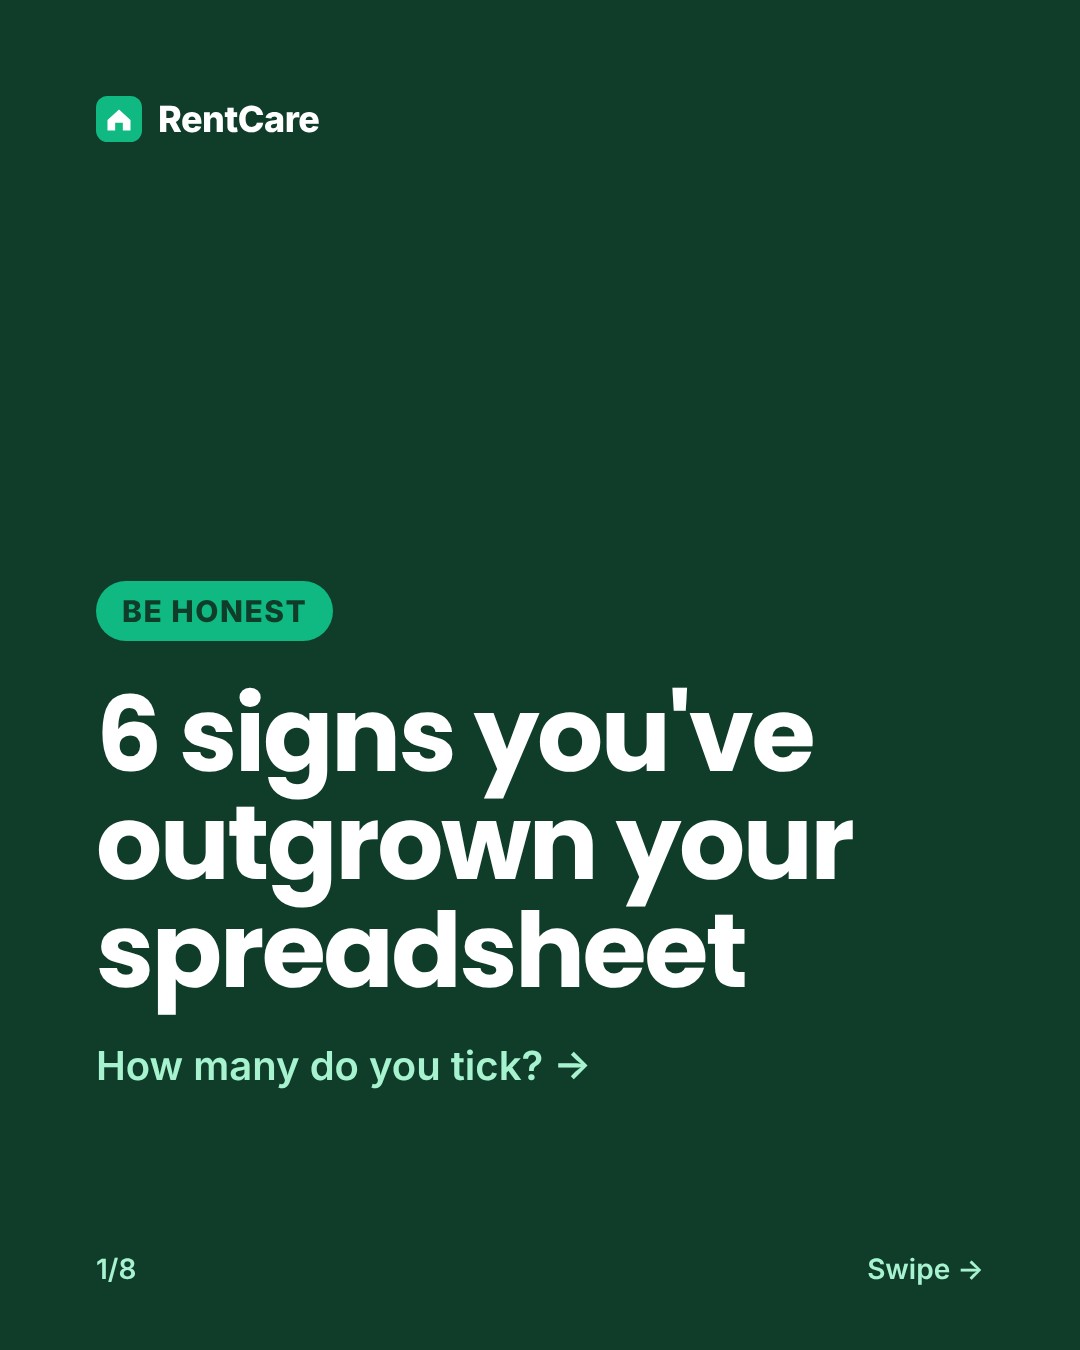 RentCare
BE HONEST
6 signs you've
outgrown your
spreadsheet
How many do you tick? →
1/8
Swipe →